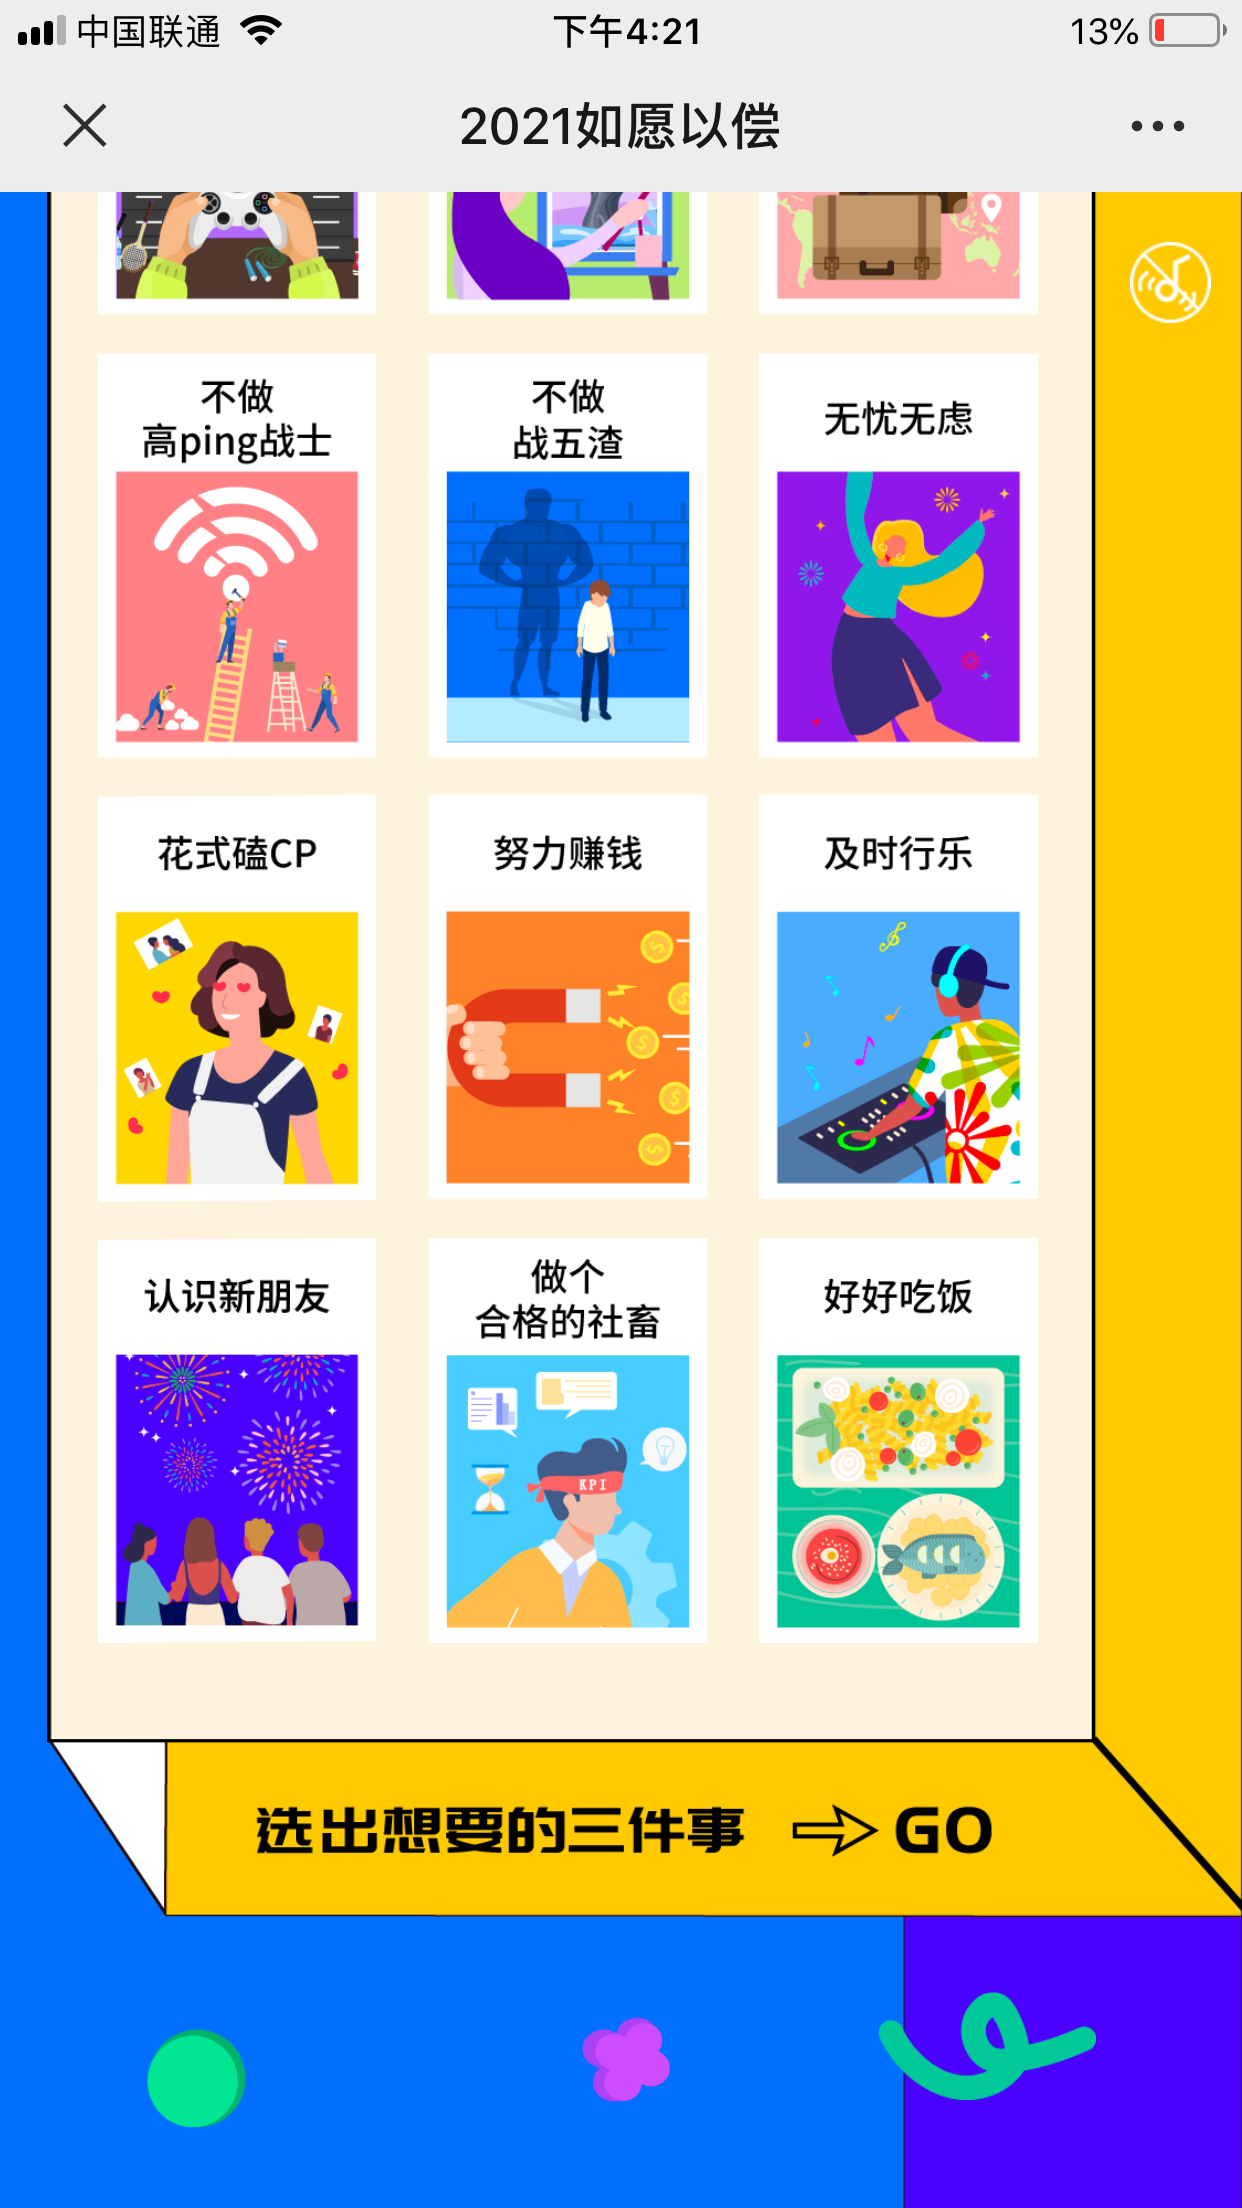 中国联通
下午4:21
13%
2021如愿以偿
不做
高ping战士
不做
战五渣
无忧无虑
花式磕CP
努力赚钱
及时行乐
认识新朋友
做个
合格的社畜
KPI
好好吃饭
选出想要的三件事 GO